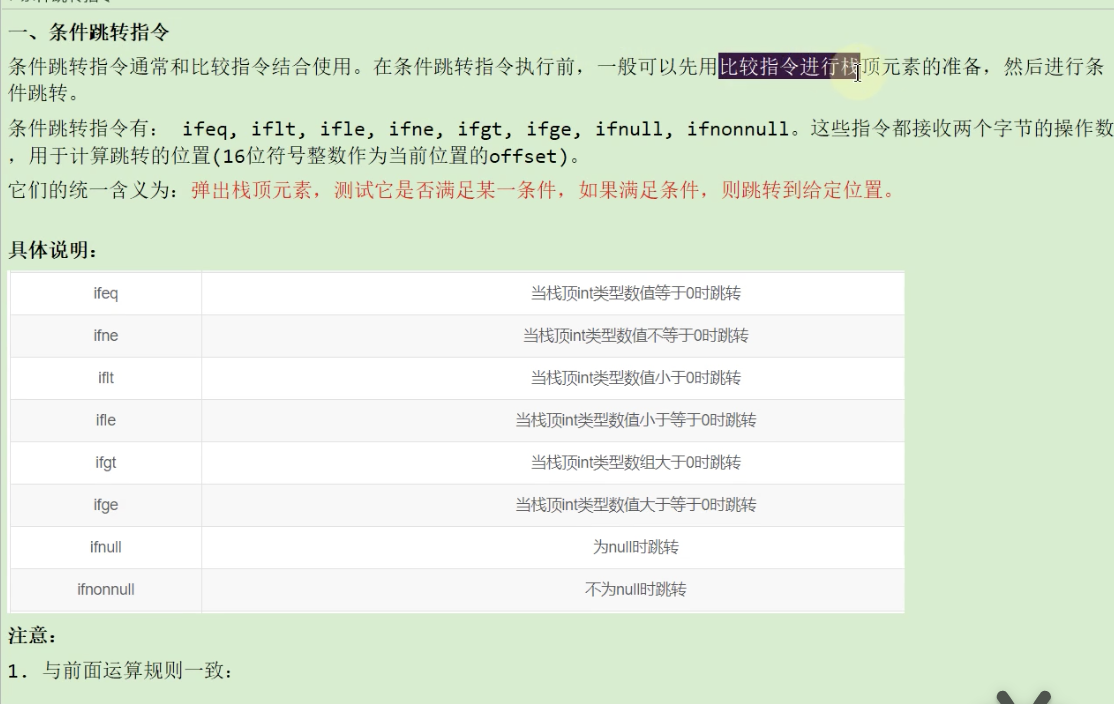 一、条件跳转指令
条件跳转指令通常和比较指令结合使用。在条件跳转指令执行前，一般可以先用比较指令进行栈顶元素的准备，然后进行条
件跳转。
条件跳转指令有： ifeq, iflt, ifle, ifne, ifgt, ifge, ifnull, ifnonnull。这些指令都接收两个字节的操作数
，用于计算跳转的位置(16位符号整数作为当前位置的offset)。
它们的统一含义为：弹出栈顶元素，测试它是否满足某一条件，如果满足条件，则跳转到给定位置。
具体说明：
ifeq 当栈顶int类型数值等于0时跳转
ifne 当栈顶int类型数值不等于0时跳转
iflt 当栈顶int类型数值小于0时跳转
ifle 当栈顶int类型数值小于等于0时跳转
ifgt 当栈顶int类型数组大于0时跳转
ifge 当栈顶int类型数值大于等于0时跳转
ifnull 为null时跳转
ifnonnull 不为null时跳转
注意：
1. 与前面运算规则一致：